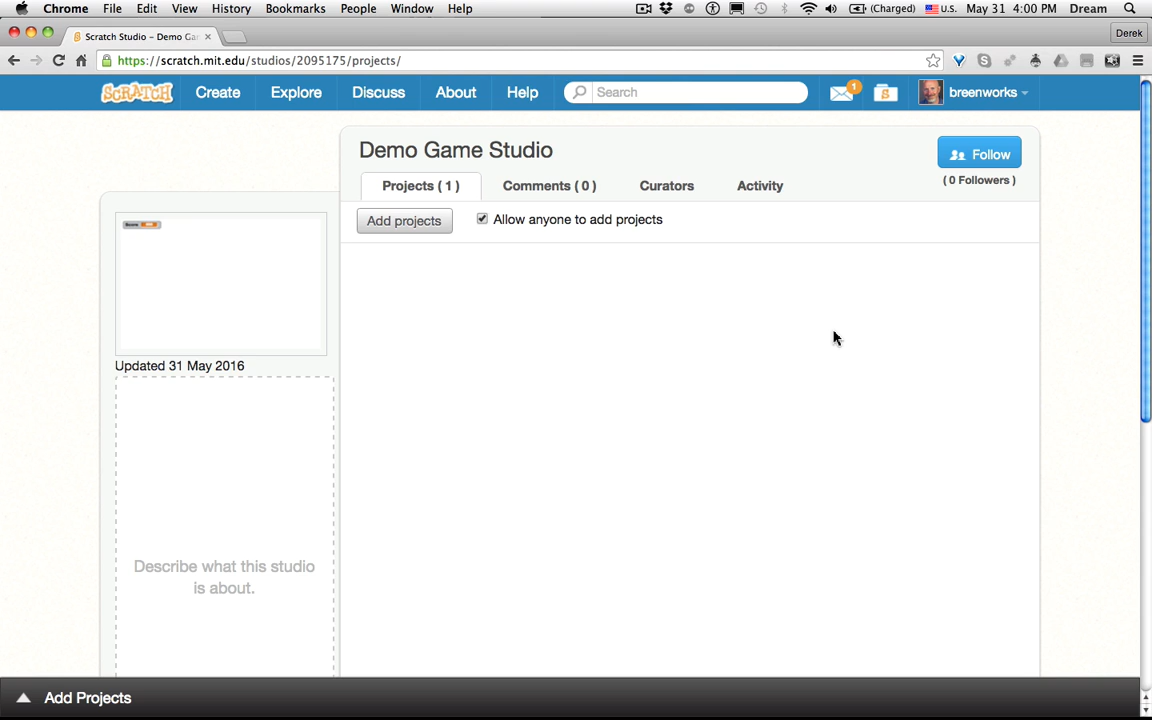 Chrome File Edit View History Bookmarks People Window Help (Charged) U.S. May 31 4:00 PM Dream
Scratch Studio - Demo Ga Derek
https://scratch.mit.edu/studios/2095175/projects/
SCRATCH Create Explore Discuss About Help Search 1 breenworks
Demo Game Studio
Follow
Projects ( 1 ) Comments ( 0 ) Curators Activity
( 0 Followers )
Add projects Allow anyone to add projects
Score
Updated 31 May 2016
Describe what this studio
is about.
Add Projects